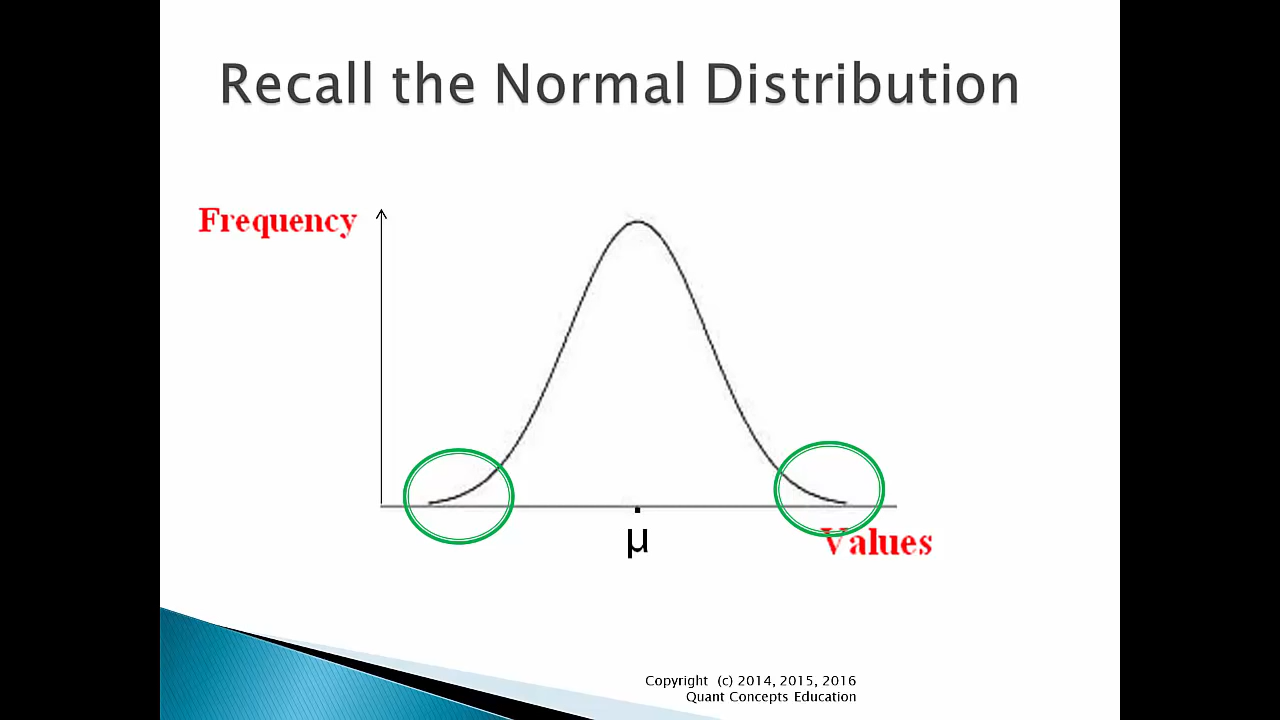 Recall the Normal Distribution
Frequency
μ
Values
Copyright (c) 2014, 2015, 2016
Quant Concepts Education